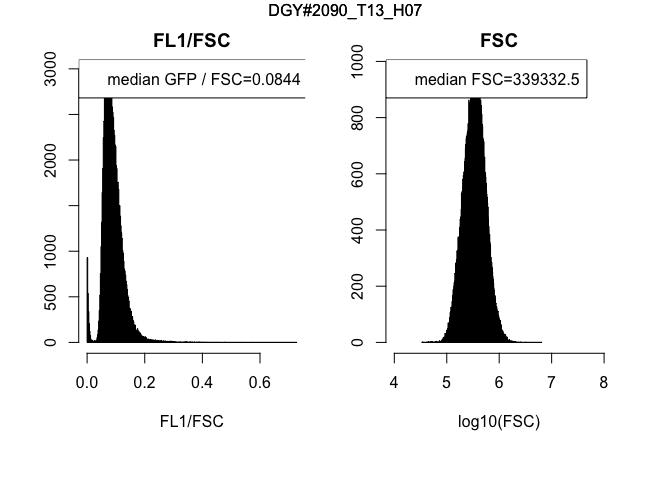 DGY#2090_T13_H07
FL1/FSC
median GFP / FSC=0.0844
0 500 1000 2000 3000
0.0 0.2 0.4 0.6
FL1/FSC
FSC
median FSC=339332.5
0 200 400 600 800 1000
4 5 6 7 8
log10(FSC)